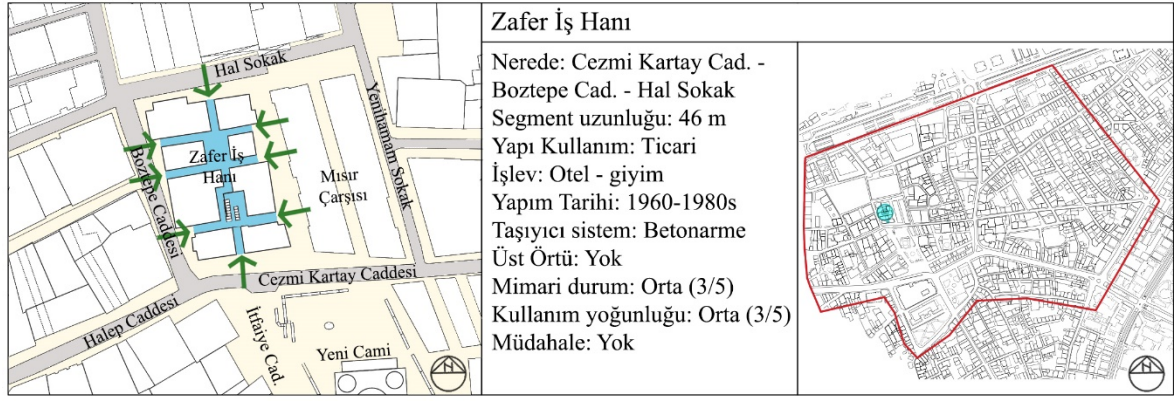 Hal Sokak
Yenihamam Sokak
Boztepe Caddesi
Zafer İş
Hanı
Mısır
Çarşısı
Cezmi Kartay Caddesi
Halep Caddesi
İtfaiye Cad.
Yeni Cami
N
Zafer İş Hanı
Nerede: Cezmi Kartay Cad. -
Boztepe Cad. - Hal Sokak
Segment uzunluğu: 46 m
Yapı Kullanım: Ticari
İşlev: Otel - giyim
Yapım Tarihi: 1960-1980s
Taşıyıcı sistem: Betonarme
Üst Örtü: Yok
Mimari durum: Orta (3/5)
Kullanım yoğunluğu: Orta (3/5)
Müdahale: Yok
N